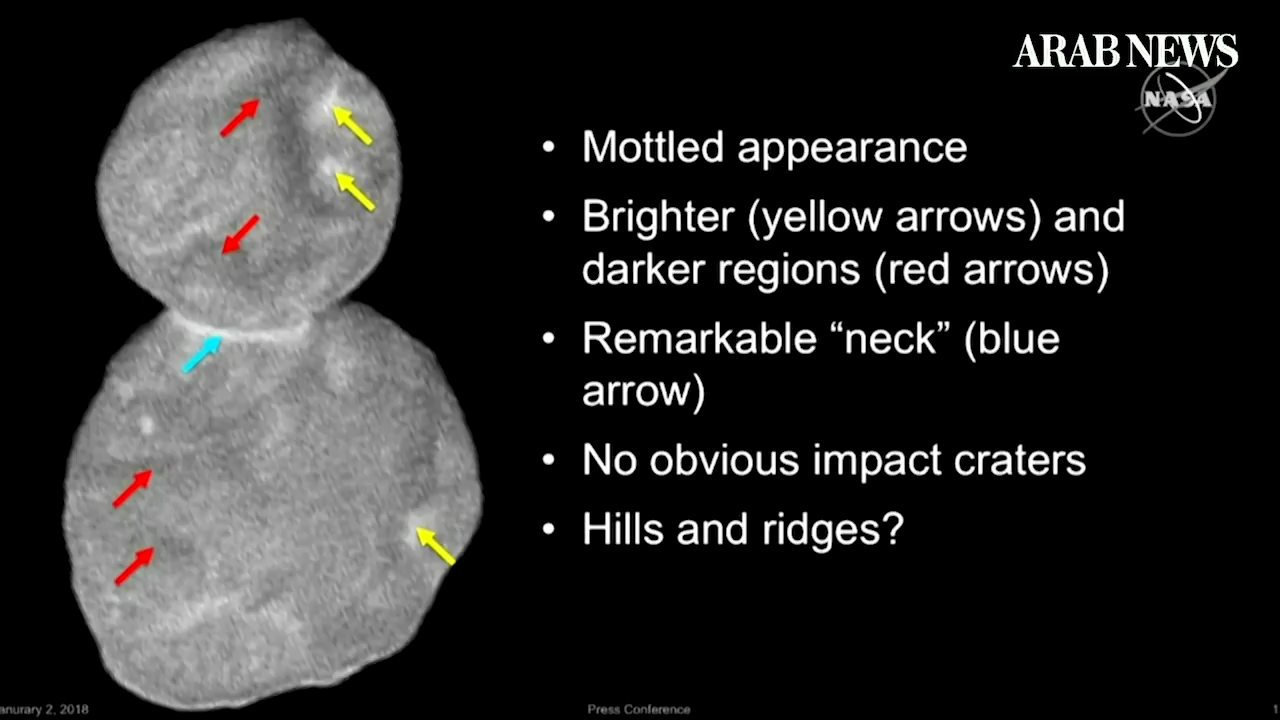 ARAB NEWS
NASA
• Mottled appearance
• Brighter (yellow arrows) and
darker regions (red arrows)
• Remarkable “neck” (blue
arrow)
• No obvious impact craters
• Hills and ridges?
anurary 2, 2018
Press Conference
1